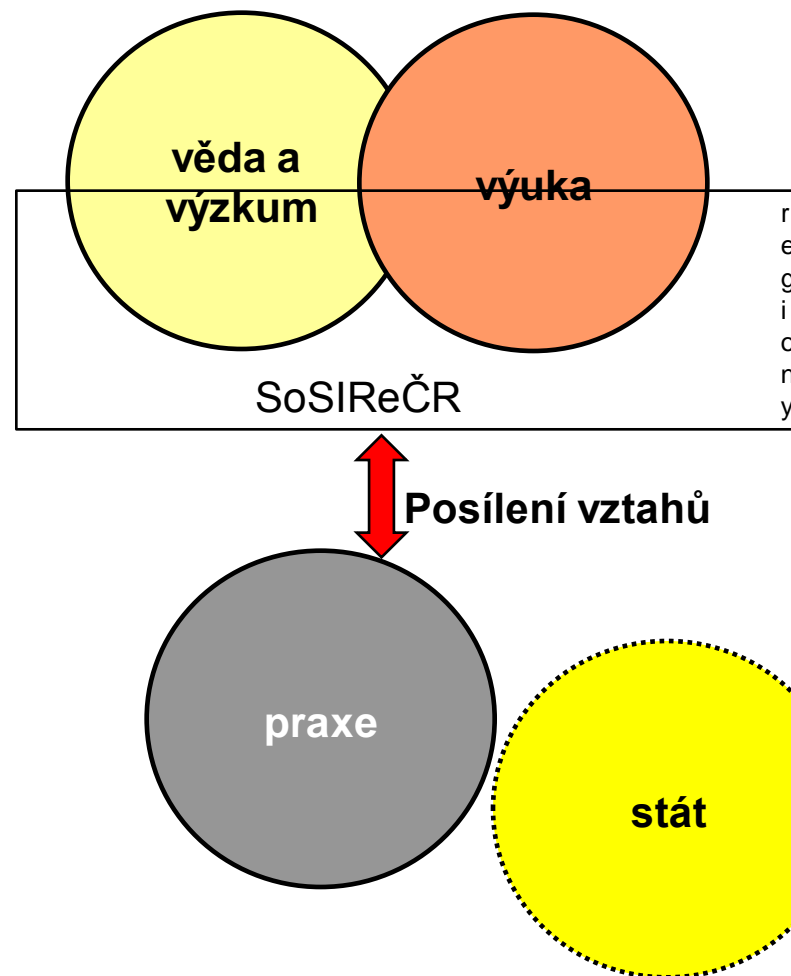 věda a
výzkum
výuka
r
e
g
i
o
n
y
SoSIReČR
Posílení vztahů
praxe
stát